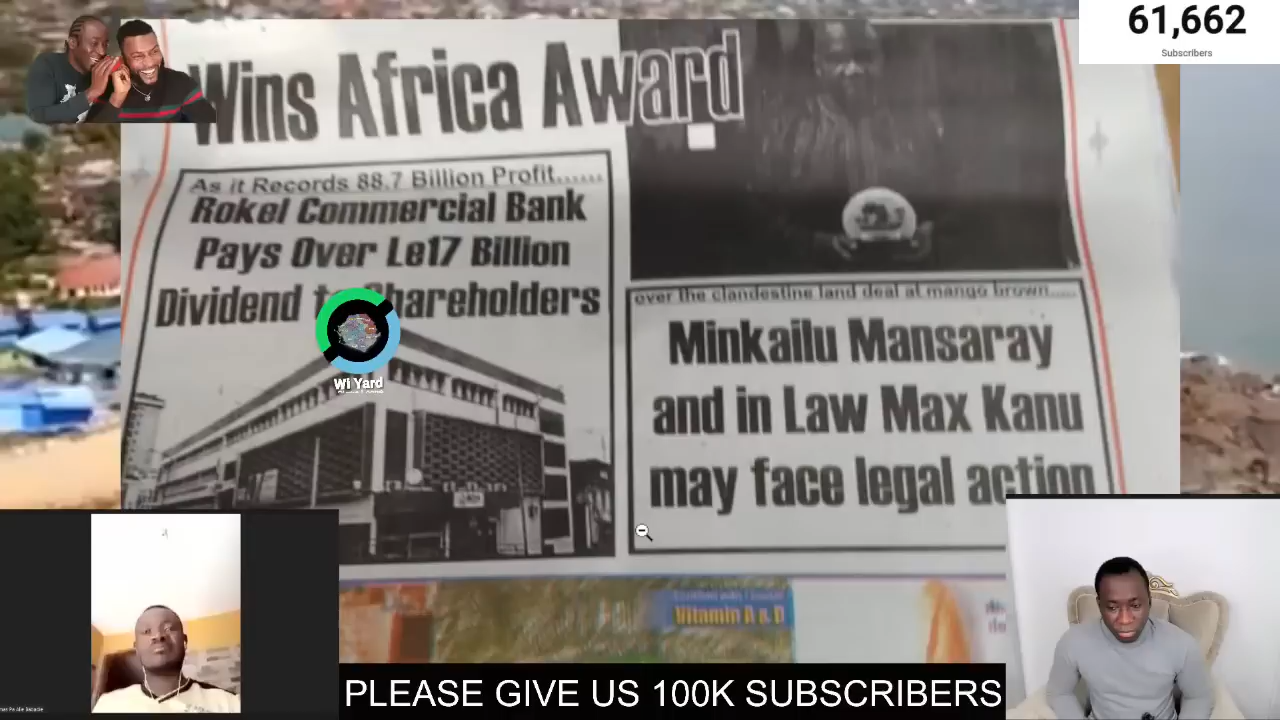 61,662
Subscribers
Wins Africa Award
As it Records 88.7 Billion Profit......
Rokel Commercial Bank
Pays Over Le17 Billion
Dividend to Shareholders
Wi Yard
over the clandestine land deal at mango brown.....
Minkailu Mansaray
and in Law Max Kanu
may face legal action
Vitamin A & D
PLEASE GIVE US 100K SUBSCRIBERS